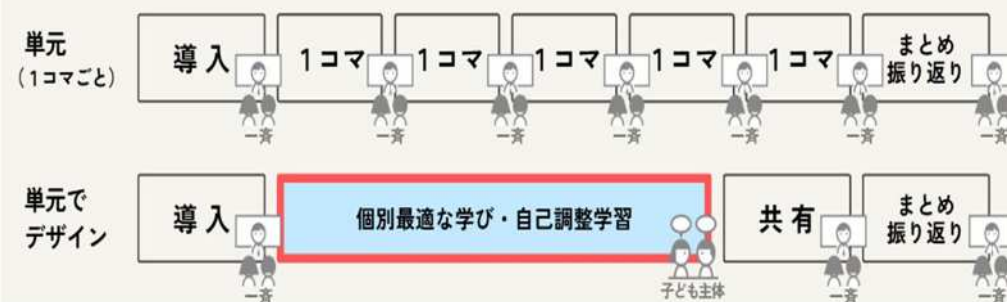 単元
(1コマごと)
導入
1コマ
1コマ
1コマ
1コマ
1コマ
まとめ
振り返り
一斉
一斉
一斉
一斉
一斉
一斉
一斉
単元で
デザイン
導入
個別最適な学び・自己調整学習
共有
まとめ
振り返り
一斉
子ども主体
一斉
一斉